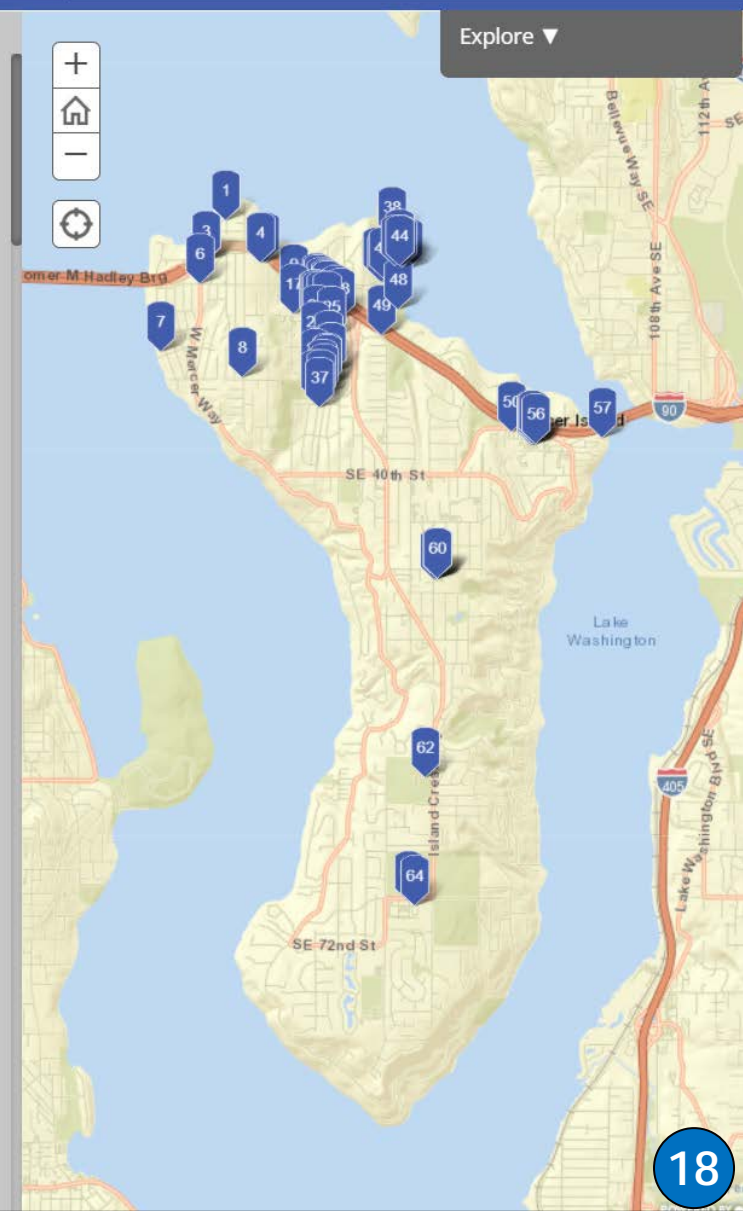 Explore ▼
+
−
Bellevue Way SE
112th Av
SE
108th Ave SE
1
38
3
4
44
6
omer M Hadley Brg
48
17
49
7
8
W Mercer Way
37
50
56
57
90
SE 40th St
60
Lake
Washington
62
405
Island Cres
Lake Washington Blvd SE
64
SE 72nd St
18